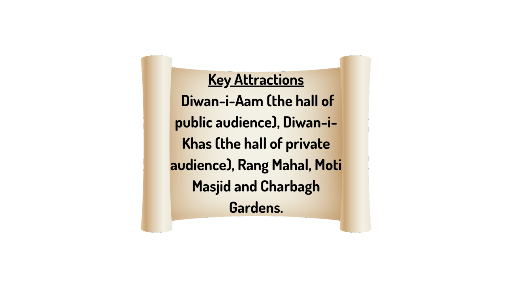 Key Attractions
Diwan-i-Aam (the hall of
public audience), Diwan-i-
Khas (the hall of private
audience), Rang Mahal, Moti
Masjid and Charbagh
Gardens.